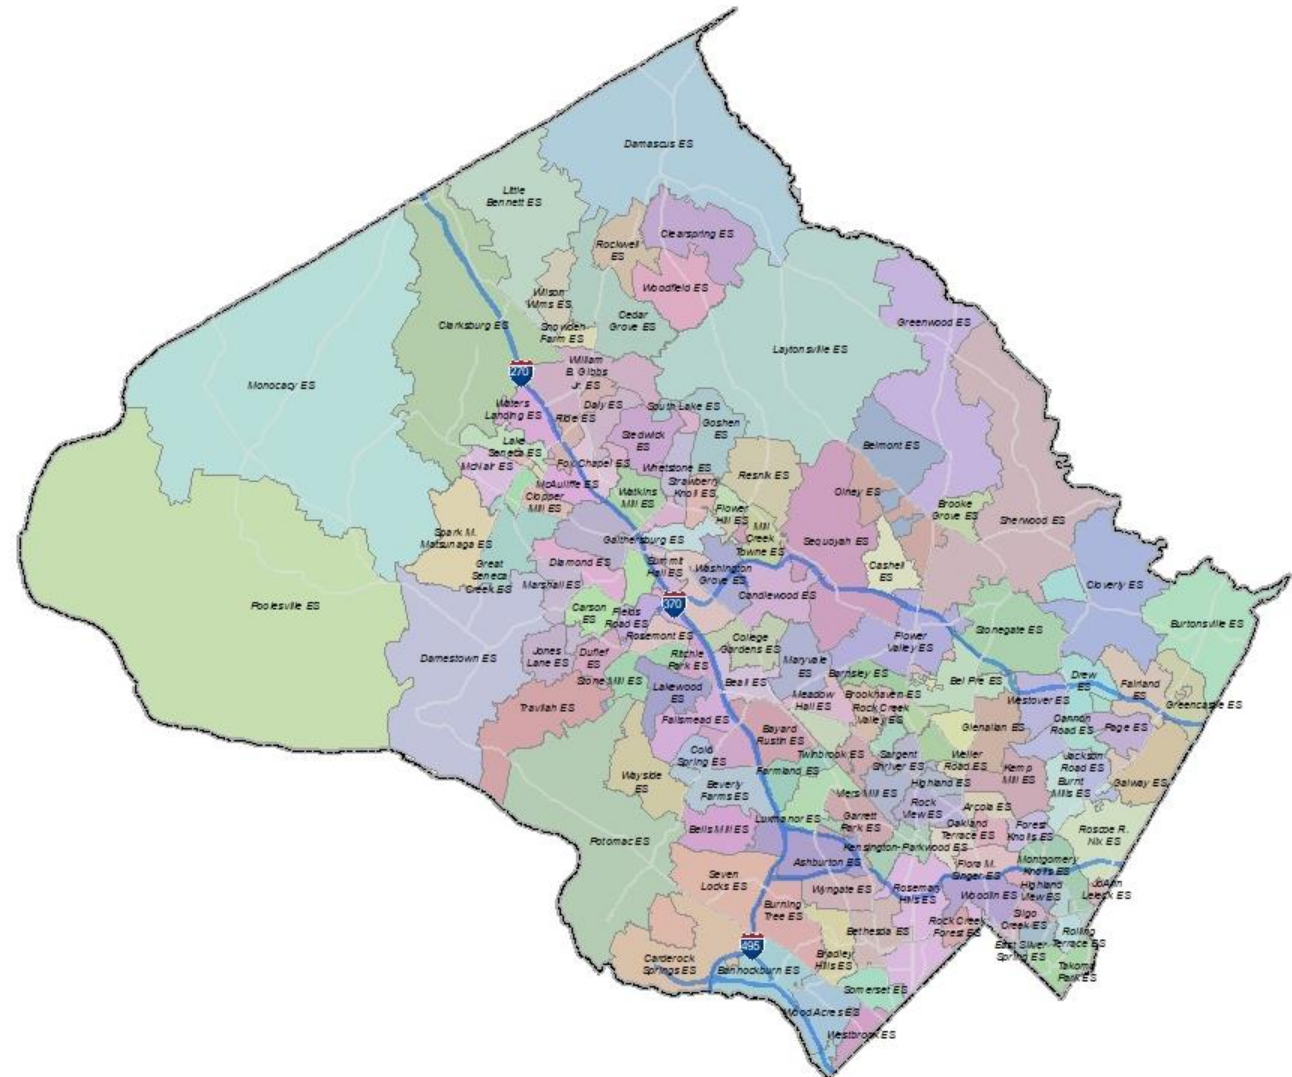 Damascus ES
Little
Bennett ES
Clearspring ES
Rockwell
ES
Woodfield ES
Wilson
Wims ES
Cedar
Grove ES
Greenwood ES
Clarksburg ES
Snowden
Farm ES
Laytonsville ES
William
B. Gibbs
Jr. ES
270
Monocacy ES
Waters
Landing ES
Ride ES
Daly ES
South Lake ES
Goshen
ES
Stedwick
ES
Belmont ES
Lake
Seneca ES
McNair ES
Fox Chapel ES
Whetstone ES
Resnik ES
McAuliffe ES
Strawberry
Knoll ES
Clopper
Mill ES
Watkins
Mill ES
Olney ES
Flower
Hill ES
Brooke
Grove ES
Sherwood ES
Mill
Creek
Towne ES
Spark M.
Matsunaga ES
Gaithersburg ES
Sequoyah ES
Great
Seneca
Creek ES
Diamond ES
Summit
Hall ES
Washington
Grove ES
Cashell
ES
Cloverly ES
Marshall ES
Candlewood ES
Poolesville ES
Carson
ES
Fields
Road ES
370
Burtonsville ES
Rosemont ES
College
Gardens ES
Flower
Valley ES
Stonegate ES
Darnestown ES
Jones
Lane ES
Dufief
ES
Ritchie
Park ES
Maryvale
ES
Barnsley ES
Bel Pre ES
Drew
ES
Fairland
ES
Stone Mill ES
Lakewood
ES
Beall ES
Meadow
Hall ES
Brookhaven ES
Westover ES
Greencastle ES
Travilah ES
Fallsmead ES
Rock Creek
Valley ES
Glenallan ES
Cannon
Road ES
Page ES
Bayard
Rustin ES
Cold
Spring ES
Twinbrook ES
Sargent
Shriver ES
Weller
Road ES
Kemp
Mill ES
Jackson
Road ES
Wayside
ES
Farmland ES
Beverly
Farms ES
Viers Mill ES
Highland ES
Burnt
Mills ES
Galway ES
Rock
View ES
Arcola ES
Luxmanor ES
Garrett
Park ES
Oakland
Terrace ES
Forest
Knolls ES
Roscoe R.
Nix ES
Bells Mill ES
Potomac ES
Kensington-Parkwood ES
Ashburton ES
Flora M.
Singer ES
Montgomery
Knolls ES
Seven
Locks ES
Wyngate ES
Rosemary
Hills ES
Woodlin ES
Highland
View ES
JoAnn
Leleck ES
Burning
Tree ES
Bethesda ES
Rock Creek
Forest ES
Sligo
Creek ES
Rolling
Terrace ES
495
East Silver
Spring ES
Carderock
Springs ES
Bannockburn ES
Bradley
Hills ES
Takoma
Park ES
Somerset ES
Wood Acres ES
Westbrook ES